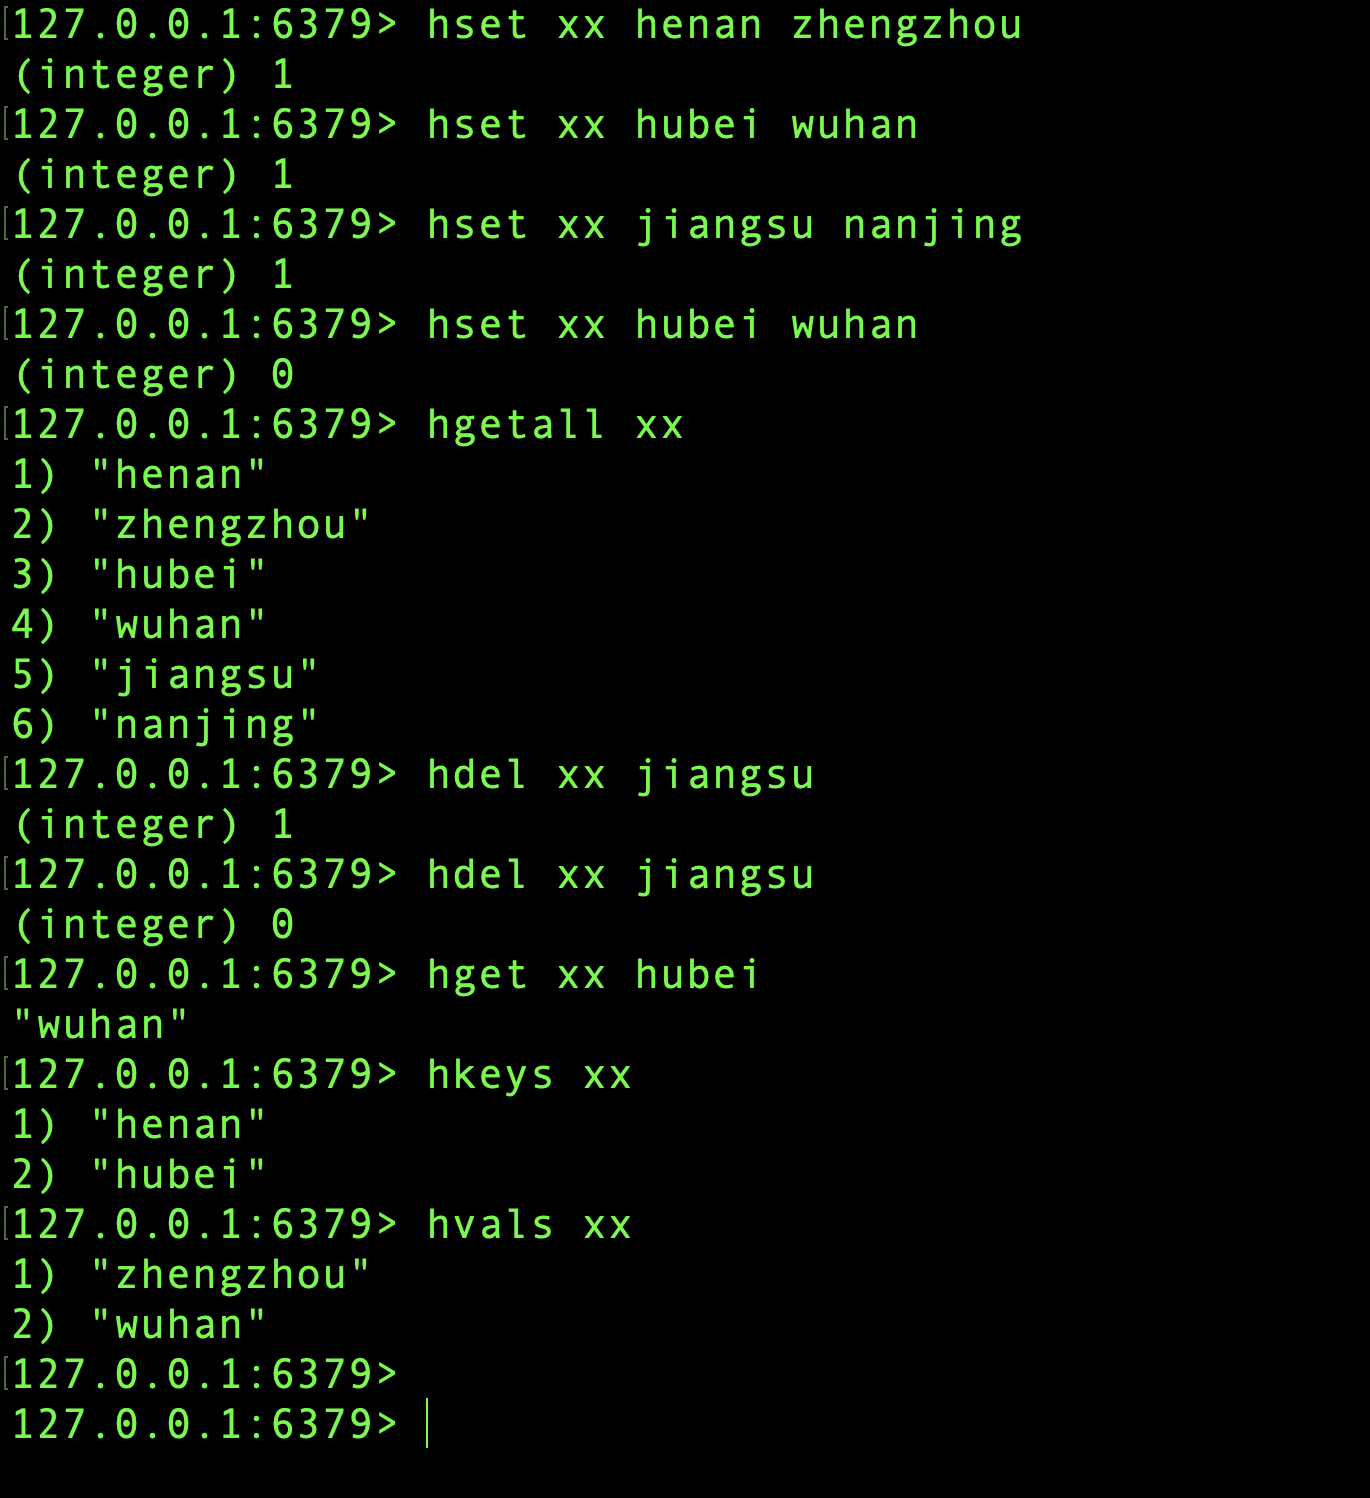 [127.0.0.1:6379> hset xx henan zhengzhou
(integer) 1
[127.0.0.1:6379> hset xx hubei wuhan
(integer) 1
[127.0.0.1:6379> hset xx jiangsu nanjing
(integer) 1
[127.0.0.1:6379> hset xx hubei wuhan
(integer) 0
[127.0.0.1:6379> hgetall xx
1) "henan"
2) "zhengzhou"
3) "hubei"
4) "wuhan"
5) "jiangsu"
6) "nanjing"
[127.0.0.1:6379> hdel xx jiangsu
(integer) 1
[127.0.0.1:6379> hdel xx jiangsu
(integer) 0
[127.0.0.1:6379> hget xx hubei
"wuhan"
[127.0.0.1:6379> hkeys xx
1) "henan"
2) "hubei"
[127.0.0.1:6379> hvals xx
1) "zhengzhou"
2) "wuhan"
[127.0.0.1:6379>
127.0.0.1:6379>